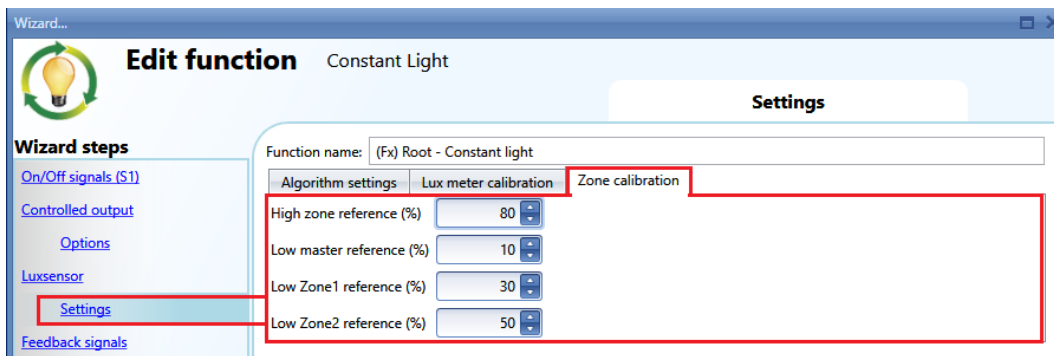 Wizard...
Edit function Constant Light
Settings
Wizard steps
Function name: (Fx) Root - Constant light
On/Off signals (S1)
Algorithm settings Lux meter calibration Zone calibration
Controlled output
High zone reference (%) 80
Options
Low master reference (%) 10
Luxsensor
Low Zone1 reference (%) 30
Settings
Low Zone2 reference (%) 50
Feedback signals